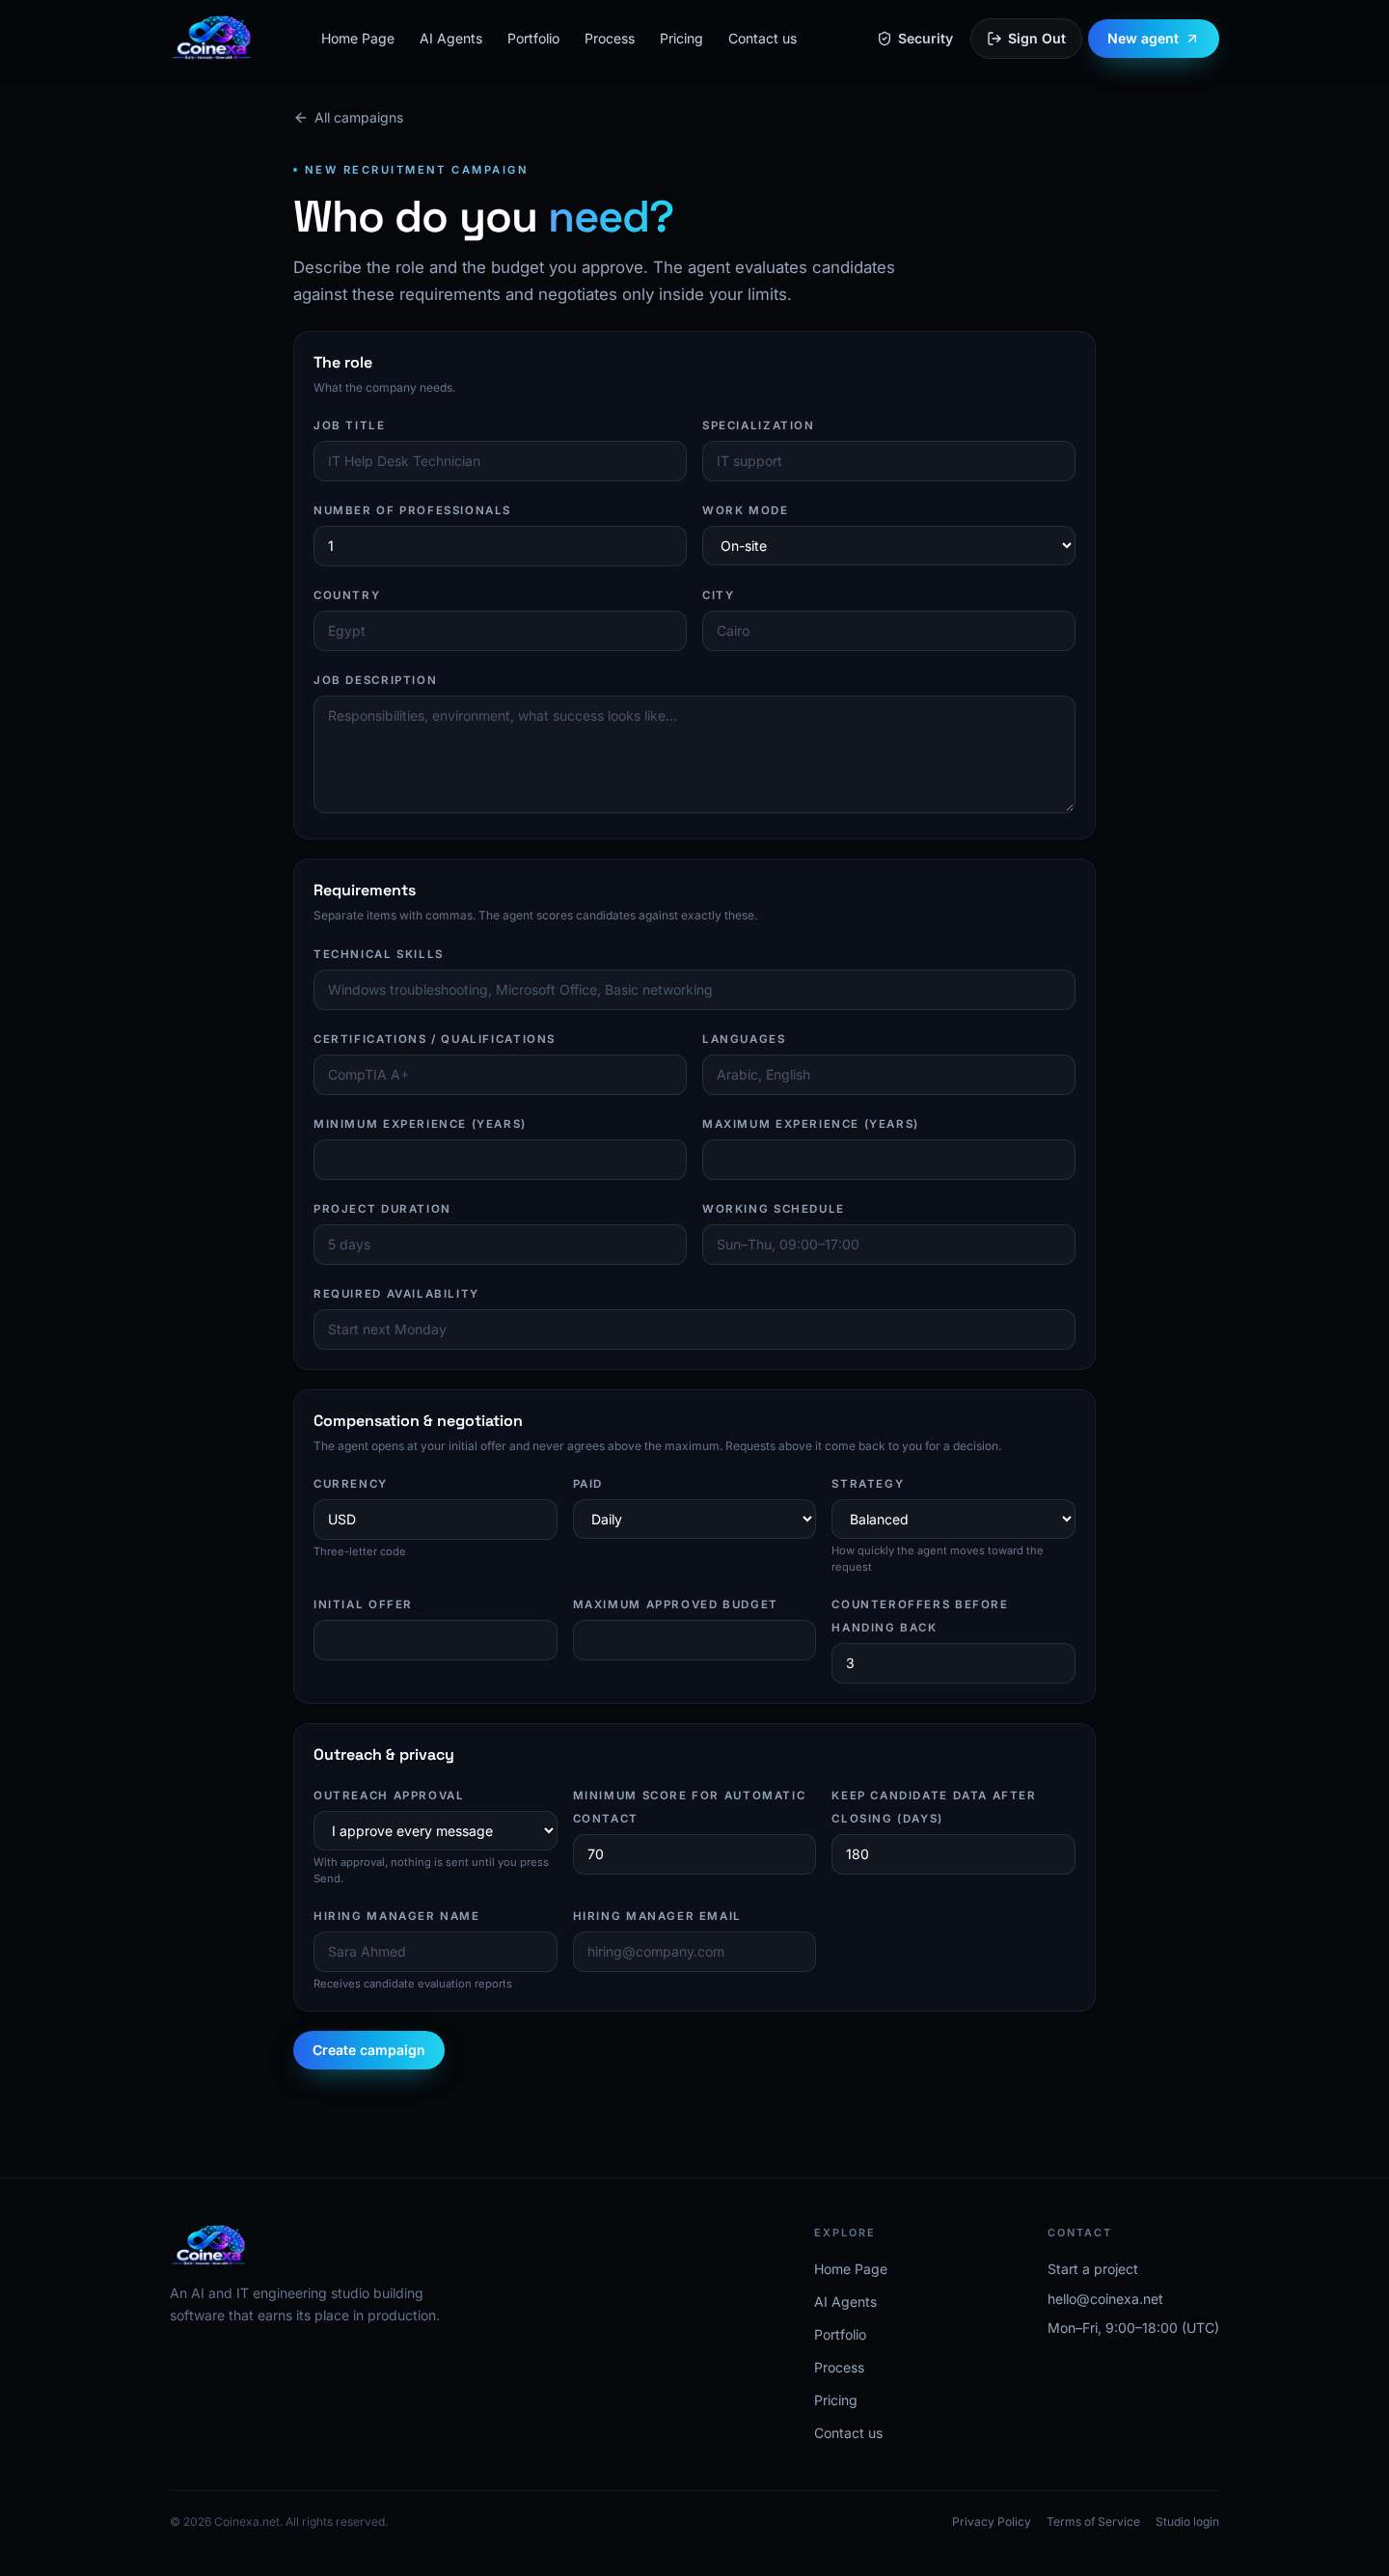 Coinexa
Home Page
AI Agents
Portfolio
Process
Pricing
Contact us
Security
Sign Out
New agent
All campaigns
NEW RECRUITMENT CAMPAIGN
Who do you need?
Describe the role and the budget you approve. The agent evaluates candidates
against these requirements and negotiates only inside your limits.
The role
What the company needs.
JOB TITLE
SPECIALIZATION
IT Help Desk Technician
IT support
NUMBER OF PROFESSIONALS
WORK MODE
1
On-site
COUNTRY
CITY
Egypt
Cairo
JOB DESCRIPTION
Responsibilities, environment, what success looks like...
Requirements
Separate items with commas. The agent scores candidates against exactly these.
TECHNICAL SKILLS
Windows troubleshooting, Microsoft Office, Basic networking
CERTIFICATIONS / QUALIFICATIONS
LANGUAGES
CompTIA A+
Arabic, English
MINIMUM EXPERIENCE (YEARS)
MAXIMUM EXPERIENCE (YEARS)
PROJECT DURATION
WORKING SCHEDULE
5 days
Sun–Thu, 09:00–17:00
REQUIRED AVAILABILITY
Start next Monday
Compensation & negotiation
The agent opens at your initial offer and never agrees above the maximum. Requests above it come back to you for a decision.
CURRENCY
PAID
STRATEGY
USD
Daily
Balanced
Three-letter code
How quickly the agent moves toward the
request
INITIAL OFFER
MAXIMUM APPROVED BUDGET
COUNTEROFFERS BEFORE
HANDING BACK
3
Outreach & privacy
OUTREACH APPROVAL
I approve every message
With approval, nothing is sent until you press
Send.
MINIMUM SCORE FOR AUTOMATIC
CONTACT
70
KEEP CANDIDATE DATA AFTER
CLOSING (DAYS)
180
HIRING MANAGER NAME
HIRING MANAGER EMAIL
Sara Ahmed
hiring@company.com
Receives candidate evaluation reports
Create campaign
Coinexa
An AI and IT engineering studio building
software that earns its place in production.
EXPLORE
Home Page
AI Agents
Portfolio
Process
Pricing
Contact us
CONTACT
Start a project
hello@coinexa.net
Mon–Fri, 9:00–18:00 (UTC)
© 2026 Coinexa.net. All rights reserved.
Privacy Policy
Terms of Service
Studio login